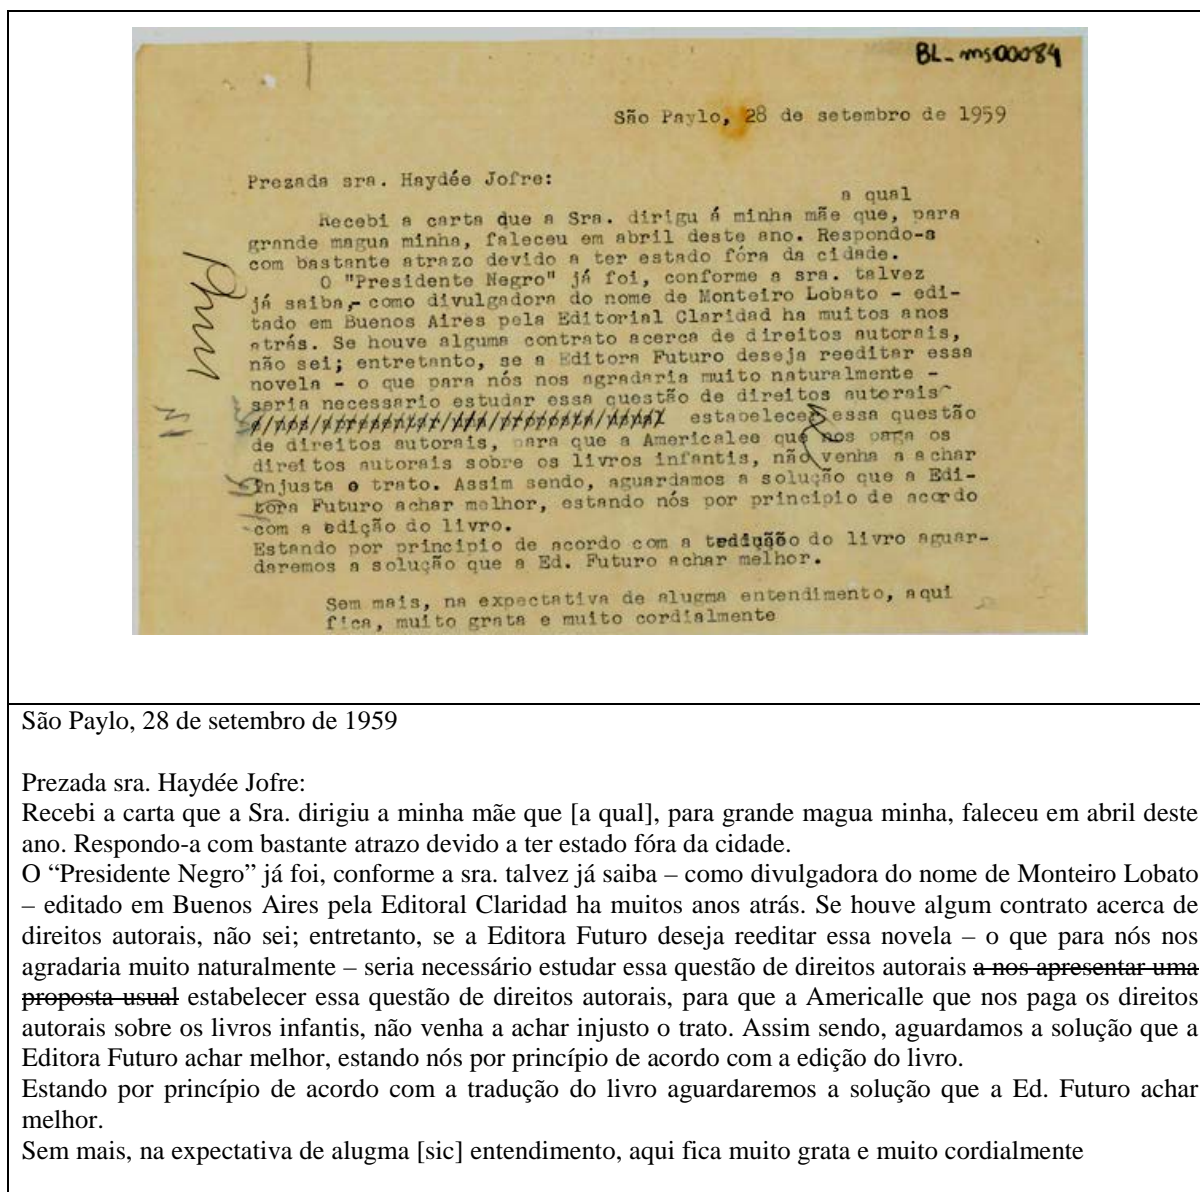 BL_ms00084
São Paylo, 28 de setembro de 1959
Prezada sra. Haydée Jofre:
a qual
Recebi a carta que a Sra. dirigu á minha mãe que, para
grande magua minha, faleceu em abril deste ano. Respondo-a
com bastante atrazo devido a ter estado fóra da cidade.
O "Presidente Negro" já foi, conforme a sra. talvez
já saiba,- como divulgadora do nome de Monteiro Lobato - edi-
tado em Buenos Aires pela Editorial Claridad ha muitos anos
atrás. Se houve alguma contrato acerca de direitos autorais,
não sei; entretanto, se a Editora Futuro deseja reeditar essa
novela - o que para nós nos agradaria muito naturalmente -
seria necessario estudar essa questão de direitos autorais
estabelecer essa questão
de direitos autorais, para que a Americalee que nos paga os
direitos autorais sobre os livros infantis, não venha a achar
injusta o trato. Assim sendo, aguardamos a solução que a Edi-
tora Futuro achar melhor, estando nós por principio de acordo
com a edição do livro.
Estando por principio de acordo com a do livro aguar-
daremos a solução que a Ed. Futuro achar melhor.
Sem mais, na expectativa de alugma entendimento, aqui
fica, muito grata e muito cordialmente
São Paylo, 28 de setembro de 1959
Prezada sra. Haydée Jofre:
Recebi a carta que a Sra. dirigiu a minha mãe que [a qual], para grande magua minha, faleceu em abril deste
ano. Respondo-a com bastante atrazo devido a ter estado fóra da cidade.
O “Presidente Negro” já foi, conforme a sra. talvez já saiba – como divulgadora do nome de Monteiro Lobato
– editado em Buenos Aires pela Editoral Claridad ha muitos anos atrás. Se houve algum contrato acerca de
direitos autorais, não sei; entretanto, se a Editora Futuro deseja reeditar essa novela – o que para nós nos
agradaria muito naturalmente – seria necessário estudar essa questão de direitos autorais a nos apresentar uma
proposta usual estabelecer essa questão de direitos autorais, para que a Americalle que nos paga os direitos
autorais sobre os livros infantis, não venha a achar injusto o trato. Assim sendo, aguardamos a solução que a
Editora Futuro achar melhor, estando nós por princípio de acordo com a edição do livro.
Estando por princípio de acordo com a tradução do livro aguardaremos a solução que a Ed. Futuro achar
melhor.
Sem mais, na expectativa de alugma [sic] entendimento, aqui fica muito grata e muito cordialmente